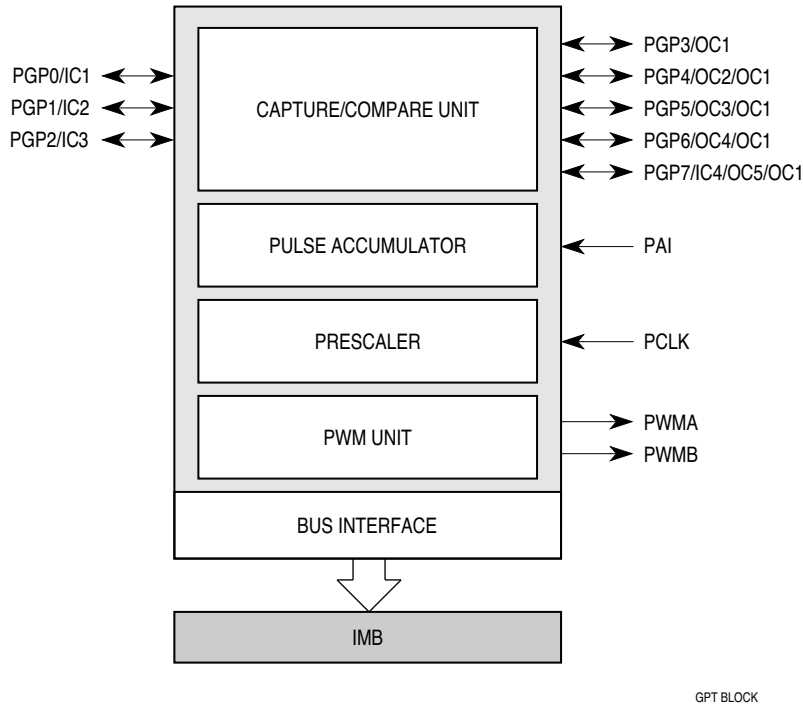 PGP0/IC1
PGP1/IC2
PGP2/IC3
CAPTURE/COMPARE UNIT
PGP3/OC1
PGP4/OC2/OC1
PGP5/OC3/OC1
PGP6/OC4/OC1
PGP7/IC4/OC5/OC1
PULSE ACCUMULATOR
PAI
PRESCALER
PCLK
PWM UNIT
PWMA
PWMB
BUS INTERFACE
IMB
GPT BLOCK